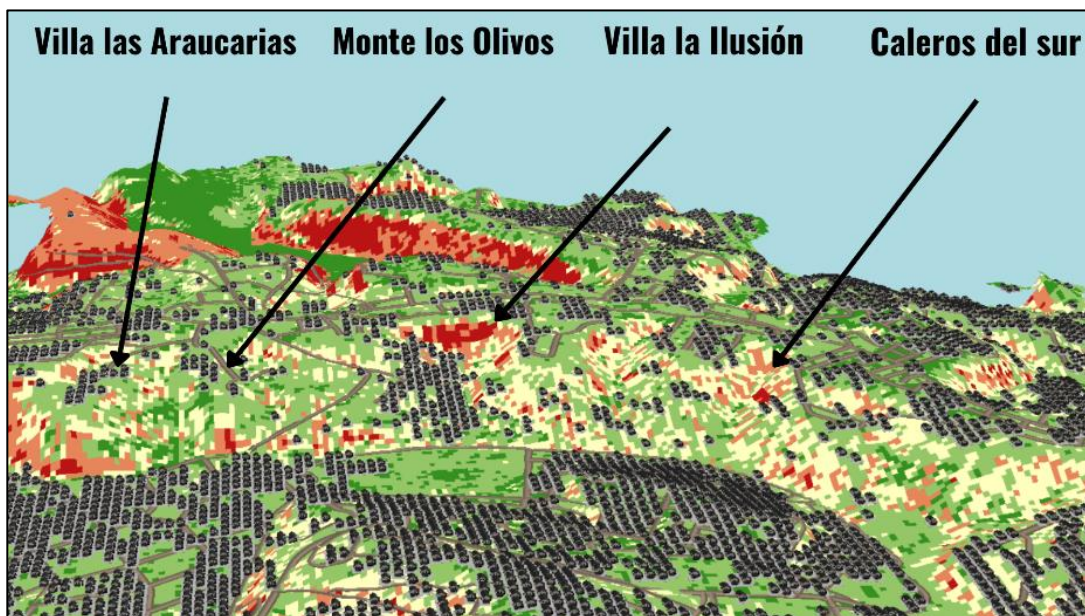 Villa las Araucarias
Monte los Olivos
Villa la Ilusión
Caleros del sur